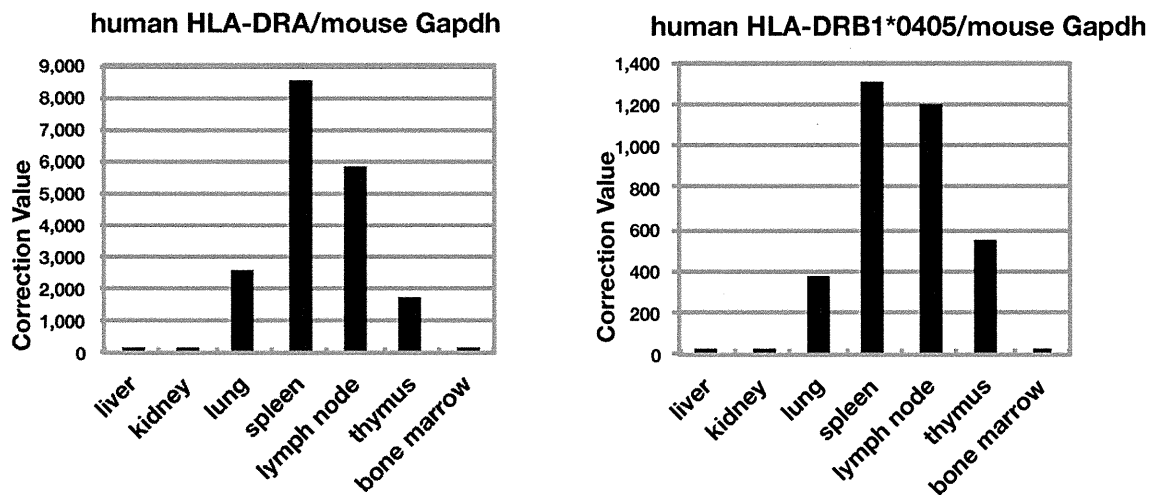 human HLA-DRA/mouse Gapdh
9,000
8,000
7,000
6,000
5,000
4,000
3,000
2,000
1,000
0
Correction Value
liver
kidney
lung
spleen
lymph node
thymus
bone marrow
human HLA-DRB1*0405/mouse Gapdh
1,400
1,200
1,000
800
600
400
200
0
Correction Value
liver
kidney
lung
spleen
lymph node
thymus
bone marrow